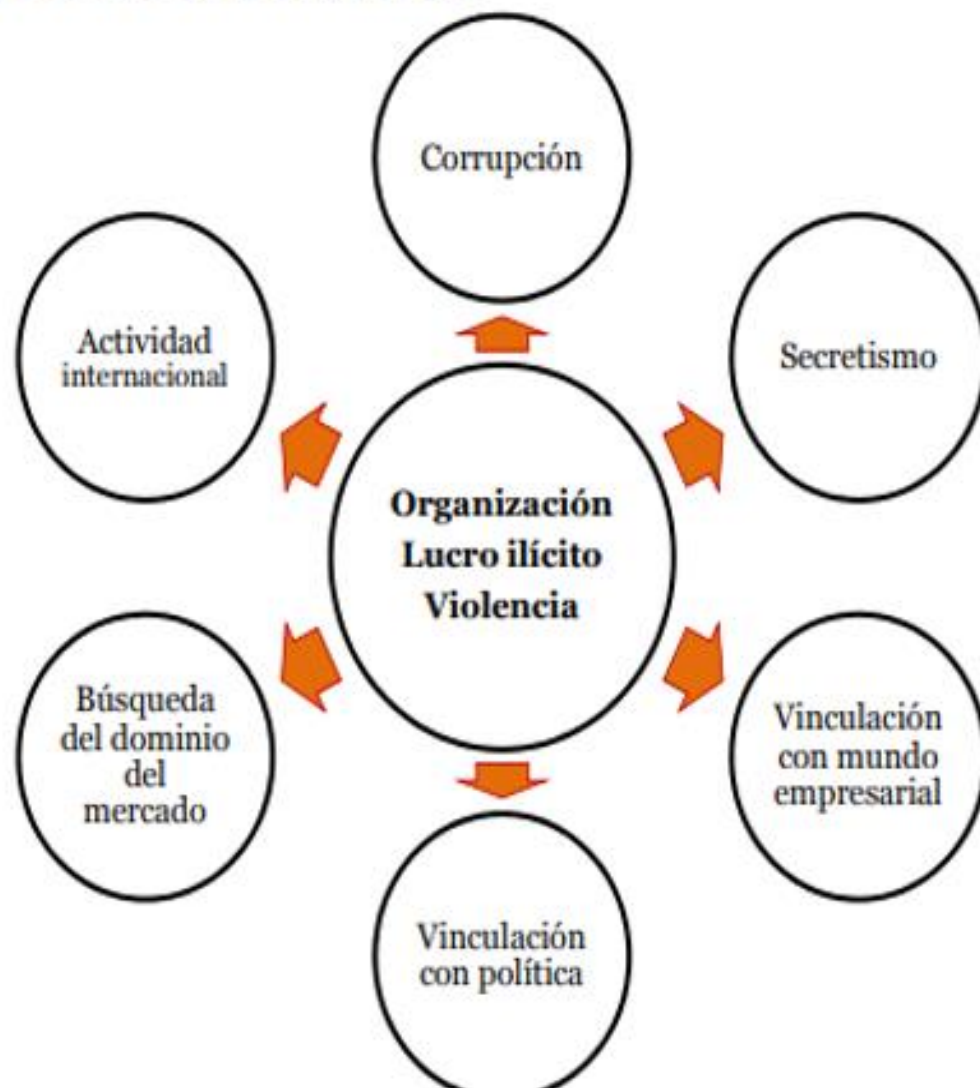 Corrupción
Actividad
internacional
Secretismo
Organización
Lucro ilícito
Violencia
Búsqueda
del dominio
del
mercado
Vinculación
con mundo
empresarial
Vinculación
con política